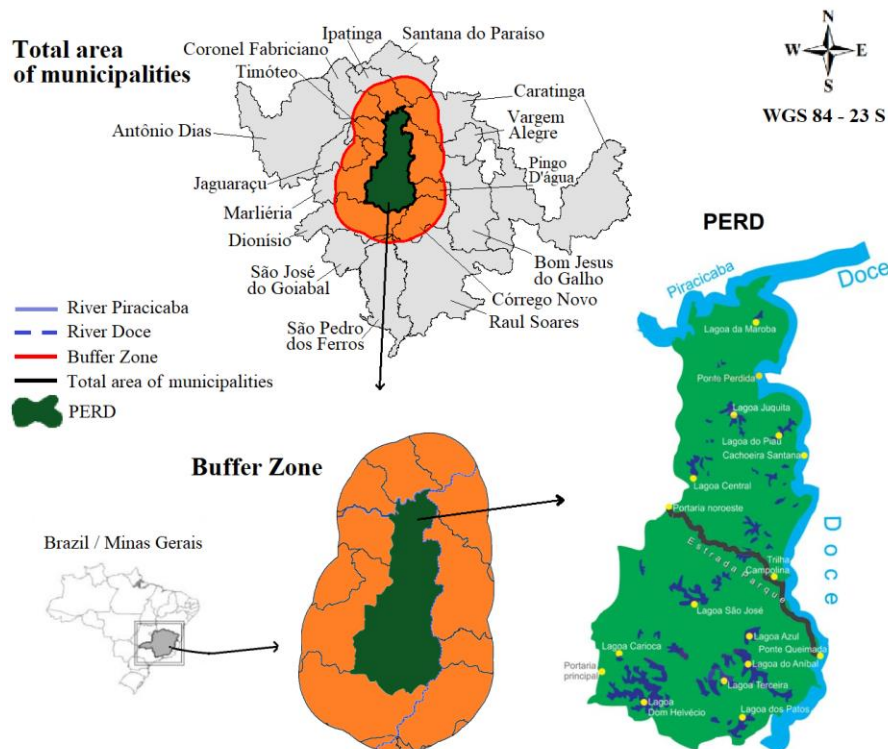 Total area
of municipalities
Ipatinga
Santana do Paraíso
Coronel Fabriciano
Timóteo
Caratinga
Vargem
Alegre
Antônio Dias
Pingo
D'água
Jaguaraçu
Marliéria
Dionísio
São José
do Goiabal
Bom Jesus
do Galho
Córrego Novo
Raul Soares
São Pedro
dos Ferros
N
W
E
S
WGS 84 - 23 S
River Piracicaba
River Doce
Buffer Zone
Total area of municipalities
PERD
Buffer Zone
Brazil / Minas Gerais
PERD
Piracicaba
Doce
Lagoa da Maroba
Ponte Perdida
Lagoa Juquita
Lagoa do Piau
Cachoeira Santana
Lagoa Central
Portaria noroeste
Estrada Parque
Trilha
Campolina
Doce
Lagoa São José
Lagoa Azul
Ponte Queimada
Lagoa Carioca
Lagoa do Aníbal
Portaria
principal
Lagoa Terceira
Lagoa
Dom Helvécio
Lagoa dos Patos